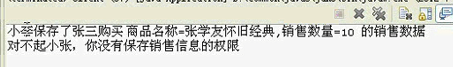 小琴保存了张三购买 商品名称=张学友怀旧经典,销售数量=10 的销售数据
对不起小张，你没有保存销售信息的权限